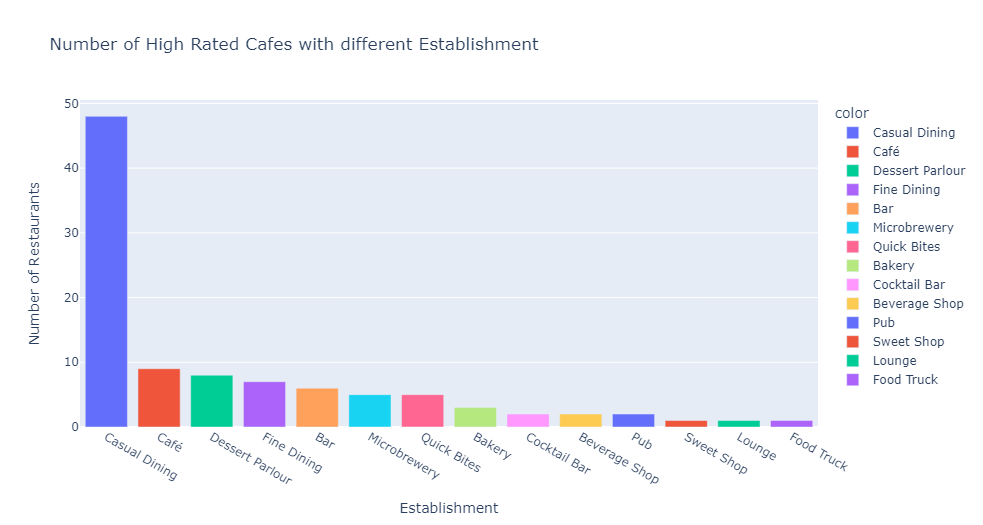 Number of High Rated Cafes with different Establishment
Number of Restaurants
50
40
30
20
10
0
Casual Dining
Café
Dessert Parlour
Fine Dining
Bar
Microbrewery
Quick Bites
Bakery
Cocktail Bar
Beverage Shop
Pub
Sweet Shop
Lounge
Food Truck
Establishment
color
Casual Dining
Café
Dessert Parlour
Fine Dining
Bar
Microbrewery
Quick Bites
Bakery
Cocktail Bar
Beverage Shop
Pub
Sweet Shop
Lounge
Food Truck